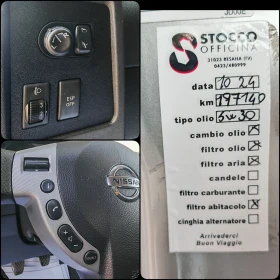 ESP
OFF
NISSAN
STOCCO
OFFICINA
31023 RESANA (TV)
0423/480999
data 10 24
km 197140
tipo olio 5w30
cambio olio
filtro olio
filtro aria
candele
filtro carburante
filtro abitacolo
cinghia alternatore
Arrivederci
Buon Viaggio